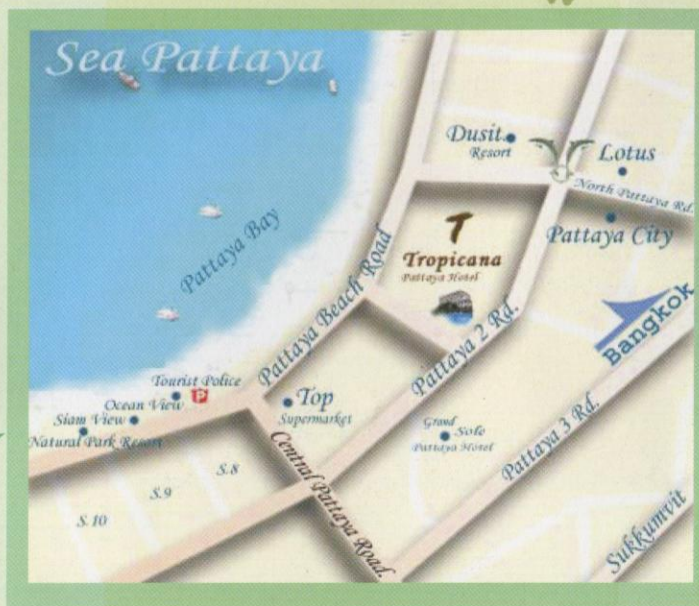 Sea Pattaya
Dusit
Resort
Lotus
North Pattaya Rd.
Pattaya City
Pattaya Bay
Tropicana
Pattaya Hotel
Pattaya Beach Road
Pattaya 2 Rd.
Bangkok
Tourist Police
P
Ocean View
Siam View
Natural Park Resort
Top
Supermarket
Grand
Sole
Pattaya Hotel
Pattaya 3 Rd.
Central Pattaya Road.
S.8
S.9
S.10
Sukkumvit